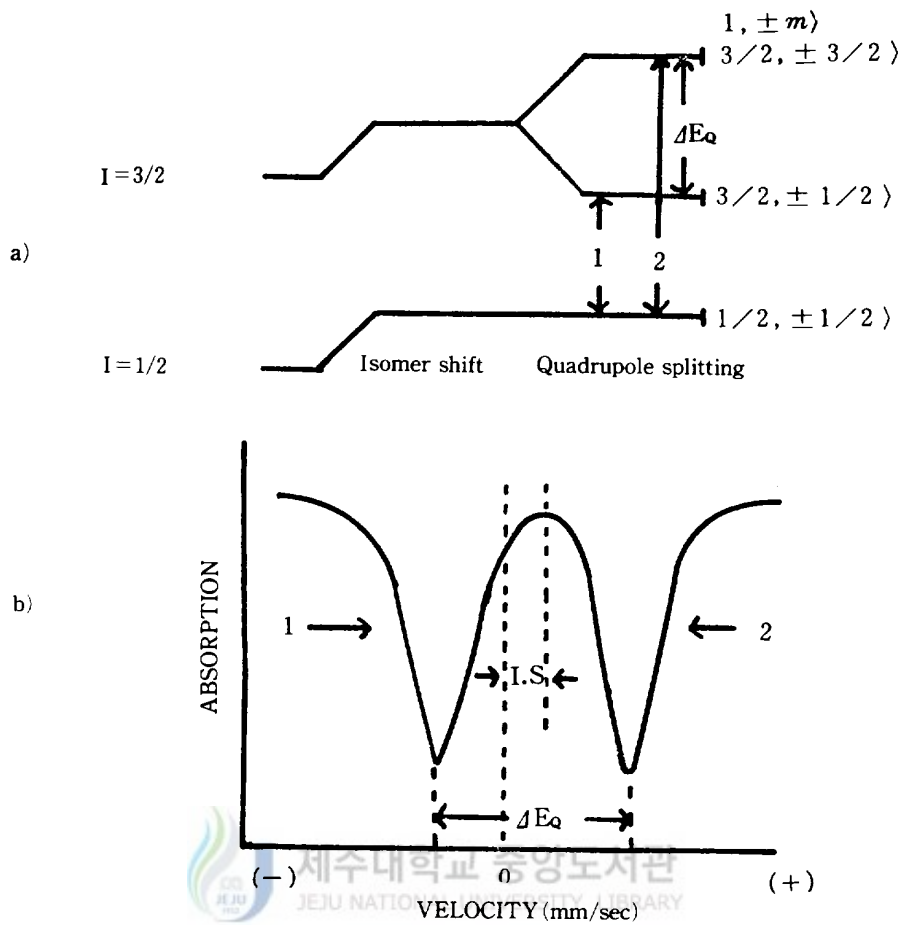 1, ± m⟩
3/2, ± 3/2 ⟩
ΔE_Q
I = 3/2
3/2, ± 1/2 ⟩
a)
1 2
1/2, ±1/2 ⟩
I = 1/2 Isomer shift Quadrupole splitting
b)
ABSORPTION
1 2
I.S.
ΔE_Q
제주대학교 중앙도서관
(-) 0 (+)
JEJU NATIONAL UNIVERSITY LIBRARY
JEJU
1952
VELOCITY (mm/sec)